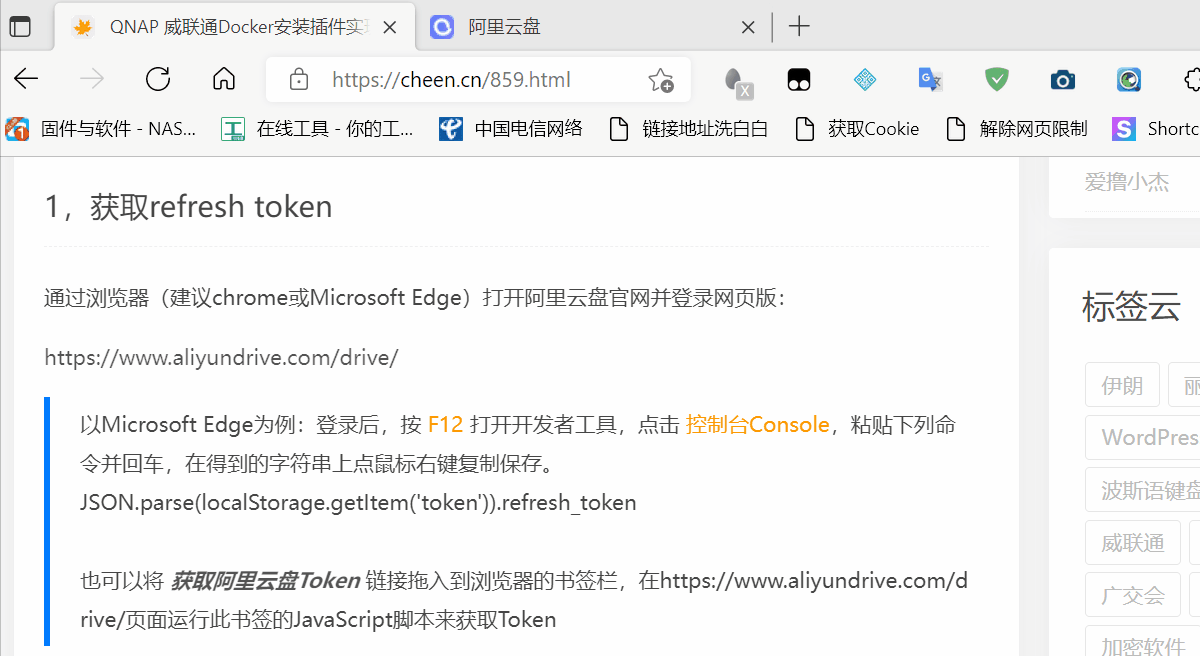 QNAP 威联通Docker安装插件实
阿里云盘
https://cheen.cn/859.html
固件与软件 - NAS...
在线工具 - 你的工...
中国电信网络
链接地址洗白白
获取Cookie
解除网页限制
Shortc
1，获取refresh token
爱撸小杰
通过浏览器（建议chrome或Microsoft Edge）打开阿里云盘官网并登录网页版：
https://www.aliyundrive.com/drive/
以Microsoft Edge为例：登录后，按 F12 打开开发者工具，点击 控制台Console，粘贴下列命
令并回车，在得到的字符串上点鼠标右键复制保存。
JSON.parse(localStorage.getItem('token')).refresh_token
也可以将 获取阿里云盘Token 链接拖入到浏览器的书签栏，在https://www.aliyundrive.com/d
rive/页面运行此书签的JavaScript脚本来获取Token
标签云
伊朗
WordPres
波斯语键盘
威联通
广交会
加密软件